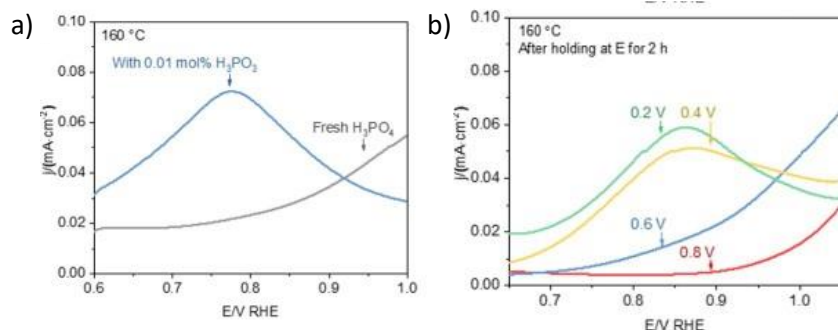 a)
160 °C
With 0.01 mol% H₃PO₃
Fresh H₃PO₄
j/(mA·cm⁻²)
0.10
0.08
0.06
0.04
0.02
0.00
0.6
0.7
0.8
0.9
1.0
E/V RHE
b)
160 °C
After holding at E for 2 h
0.2 V
0.4 V
0.6 V
0.8 V
j/(mA·cm⁻²)
0.10
0.08
0.06
0.04
0.02
0.00
0.7
0.8
0.9
1.0
E/V RHE